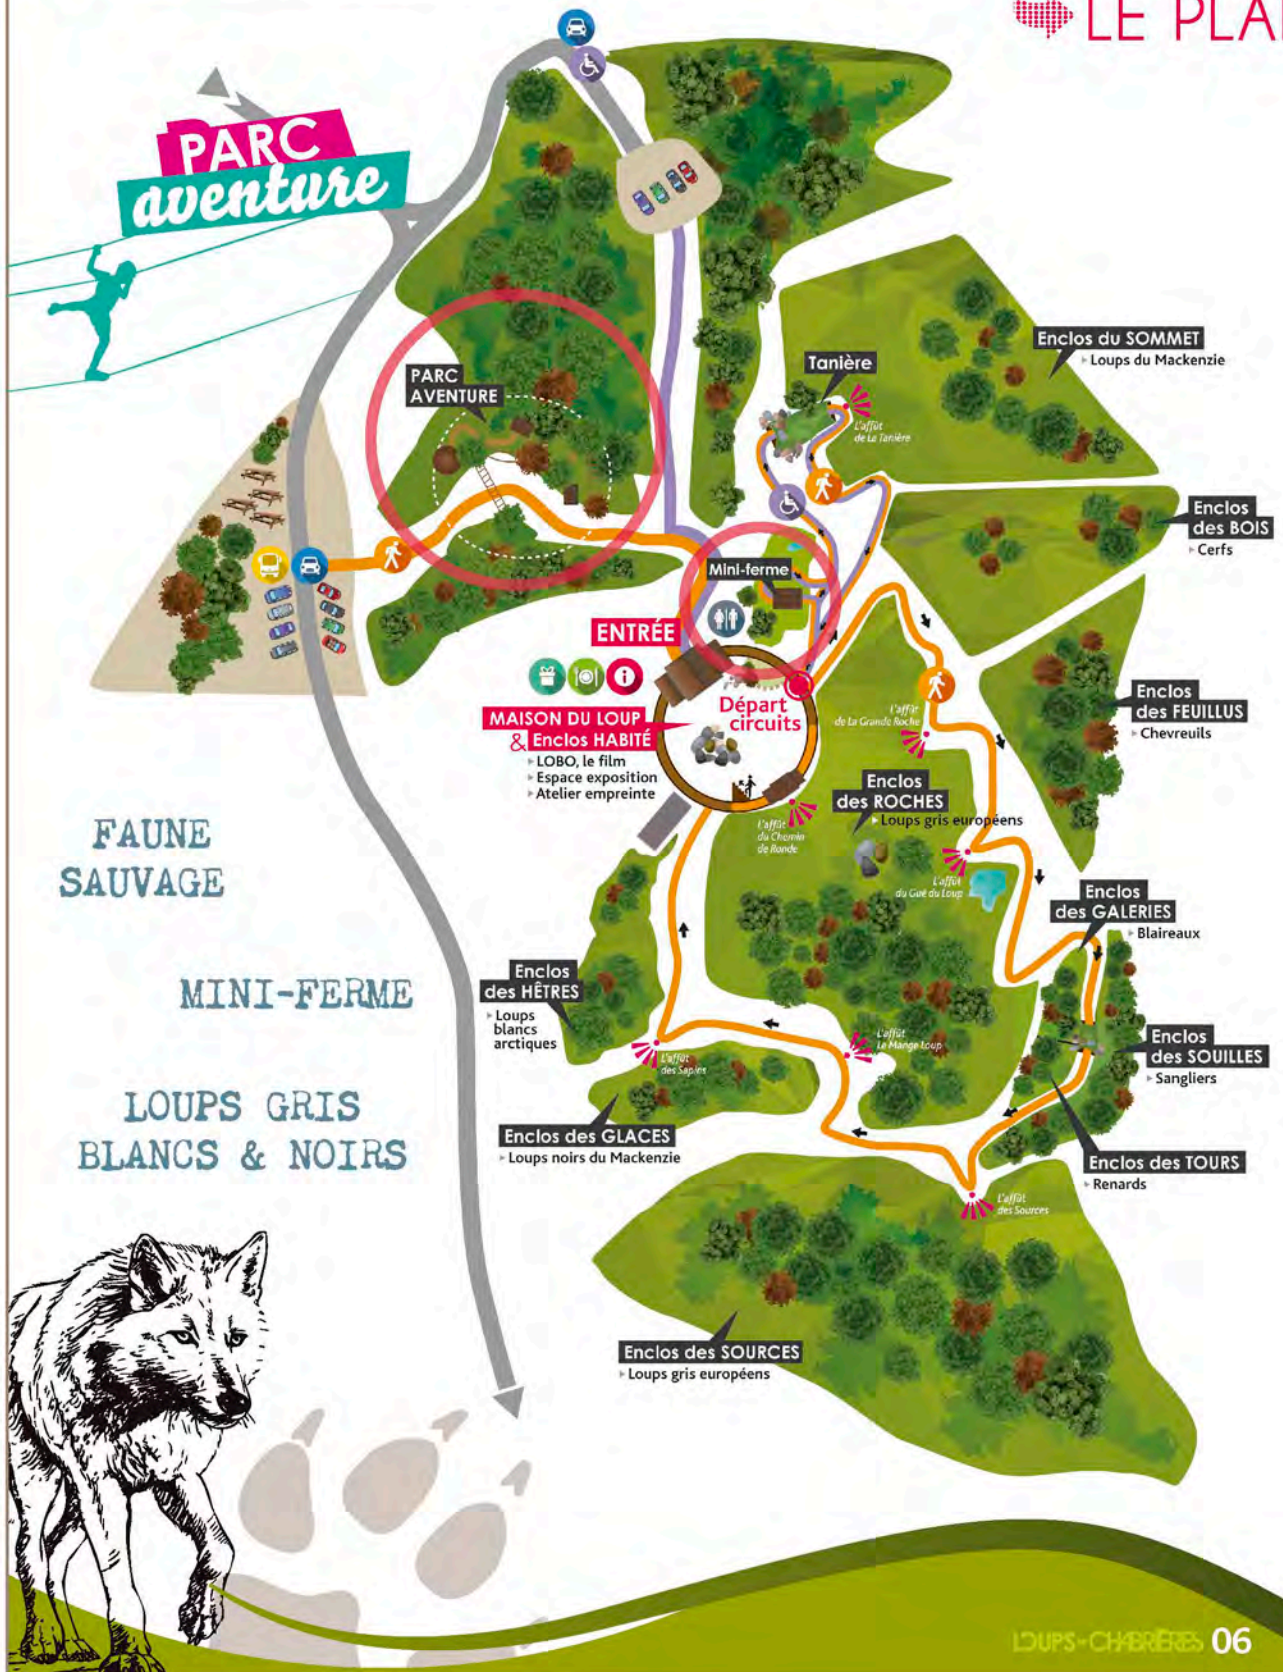 LE PLA
PARC
aventure
Enclos du SOMMET
Loups du Mackenzie
Tanière
L'affût
de La Tanière
PARC
AVENTURE
Enclos
des BOIS
Cerfs
Mini-ferme
ENTRÉE
Départ
circuits
MAISON DU LOUP
& Enclos HABITÉ
LOBO, le film
Espace exposition
Atelier empreinte
L'affût
de La Grande Roche
Enclos
des FEUILLUS
Chevreuils
Enclos
des ROCHES
Loups gris européens
L'affût
du Chemin
de Ronde
L'affût
du Gué du Loup
FAUNE
SAUVAGE
Enclos
des GALERIES
Blaireaux
MINI-FERME
Enclos
des HÊTRES
Loups
blancs
arctiques
L'affût
Le Mange Loup
L'affût
des Sapins
Enclos
des SOUILLES
Sangliers
LOUPS GRIS
BLANCS & NOIRS
Enclos des GLACES
Loups noirs du Mackenzie
Enclos des TOURS
Renards
L'affût
des Sources
Enclos des SOURCES
Loups gris européens
LOUPS-CHABRIÈRES 06